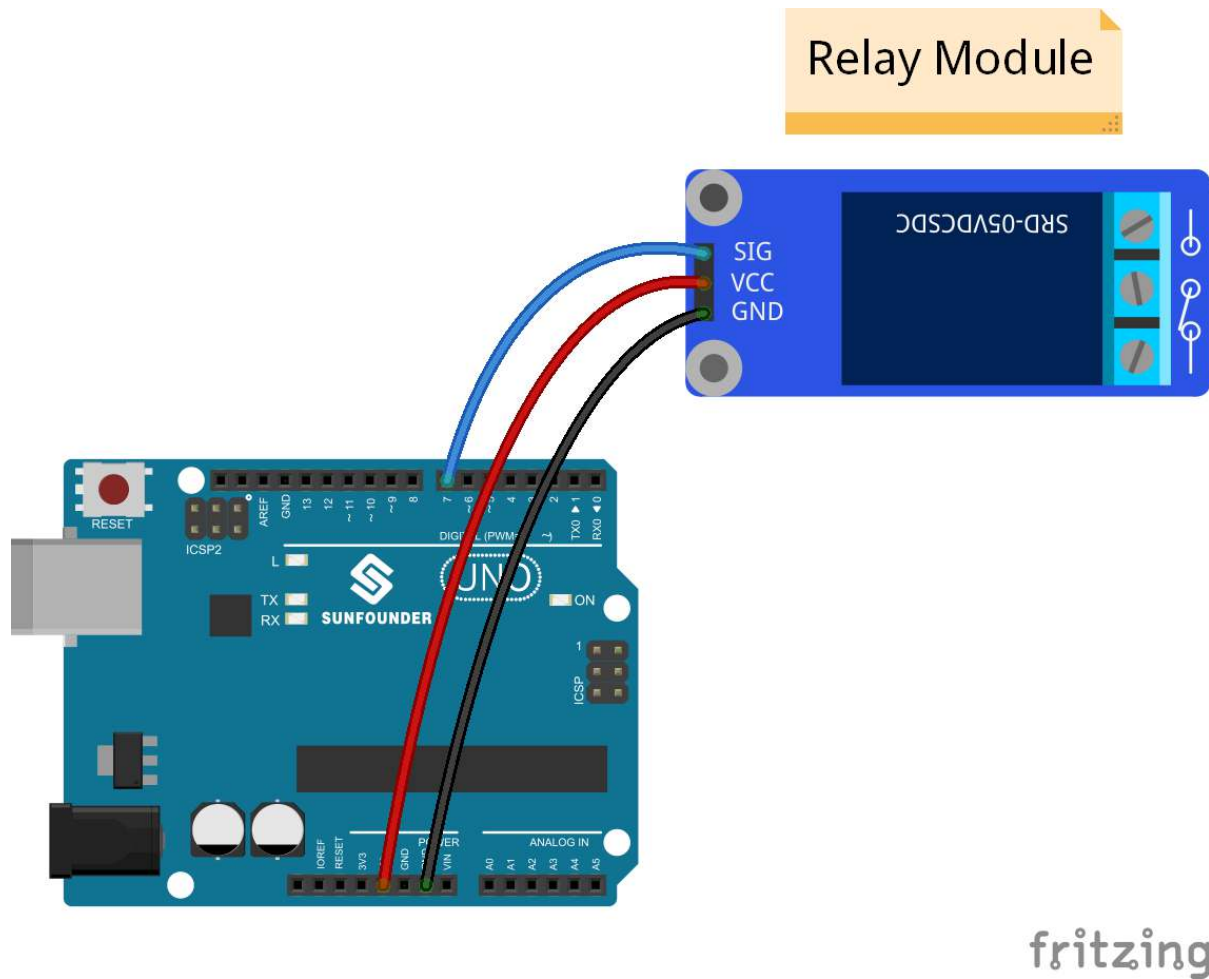 Relay Module
SRD-05VDCSDC
SIG
VCC
GND
RESET
ICSP2
AREF
GND
13
12
~ 11
~ 10
~ 9
8
7
~6
4
2
TX0 ▶ 1
RX0 ◀ 0
L
TX
RX
SUNFOUNDER
UNO
ON
1
ICSP
IOREF
RESET
3V3
GND
VIN
ANALOG IN
A0
A1
A2
A3
A4
A5
fritzing